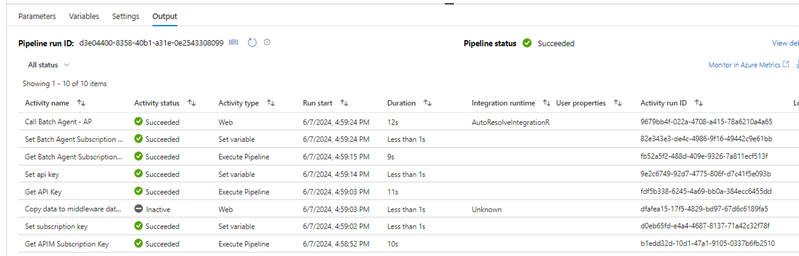 Parameters Variables Settings Output
Pipeline run ID: d3e04400-8358-40b1-a31e-0e2543308099 Pipeline status Succeeded View del
All status Monitor in Azure Metrics
Showing 1 - 10 of 10 items
Activity name Activity status Activity type Run start Duration Integration runtime User properties Activity run ID Lo
Call Batch Agent - AP Succeeded Web 6/7/2024, 4:59:24 PM 12s AutoResolveIntegrationR 9679bb4f-022a-4708-a415-78a6210a4a65
Set Batch Agent Subscription ... Succeeded Set variable 6/7/2024, 4:59:24 PM Less than 1s 82e343e3-de4c-4986-9f16-49442c9e61bb
Get Batch Agent Subscription... Succeeded Execute Pipeline 6/7/2024, 4:59:15 PM 9s fb52a5f2-488d-409e-9326-7a811ecf513f
Set api key Succeeded Set variable 6/7/2024, 4:59:14 PM Less than 1s 9e2c6749-92d7-4775-806f-d7c41f5e093b
Get API Key Succeeded Execute Pipeline 6/7/2024, 4:59:03 PM 11s fdf5b338-6245-4a69-bb0a-384ecc6455dd
Copy data to middleware dat... Inactive Web 6/7/2024, 4:59:03 PM Less than 1s Unknown dfafea15-17f5-4829-bd97-67d6c6189fa5
Set subscription key Succeeded Set variable 6/7/2024, 4:59:02 PM Less than 1s d0eb65fd-e4a4-4687-8137-71a42c32f78f
Get APIM Subscription Key Succeeded Execute Pipeline 6/7/2024, 4:58:52 PM 10s b1edd32d-10d1-47a1-9105-0337b6fb2510